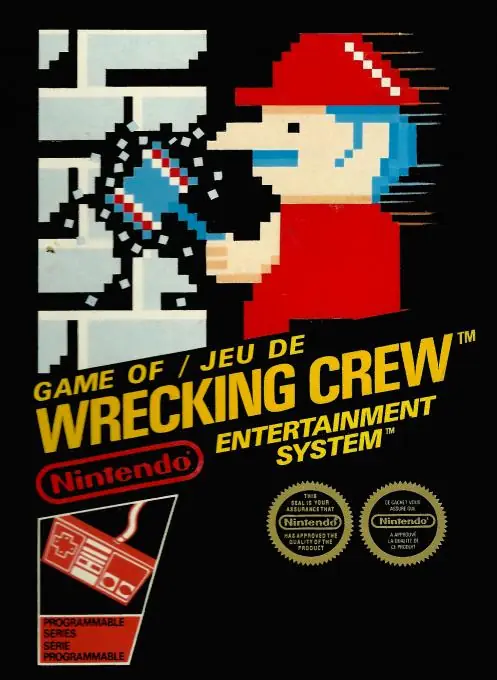 GAME OF / JEU DE
WRECKING CREW™
Nintendo®
ENTERTAINMENT
SYSTEM™
THIS
SEAL IS YOUR
ASSURANCE THAT
Nintendo
HAS APPROVED THE
QUALITY OF THE
PRODUCT
CE CACHET VOUS
ASSURE QUE
Nintendo
A APPROUVÉ
LA QUALITÉ DE
CE PRODUIT
PROGRAMMABLE
SERIES
SÉRIE
PROGRAMMABLE